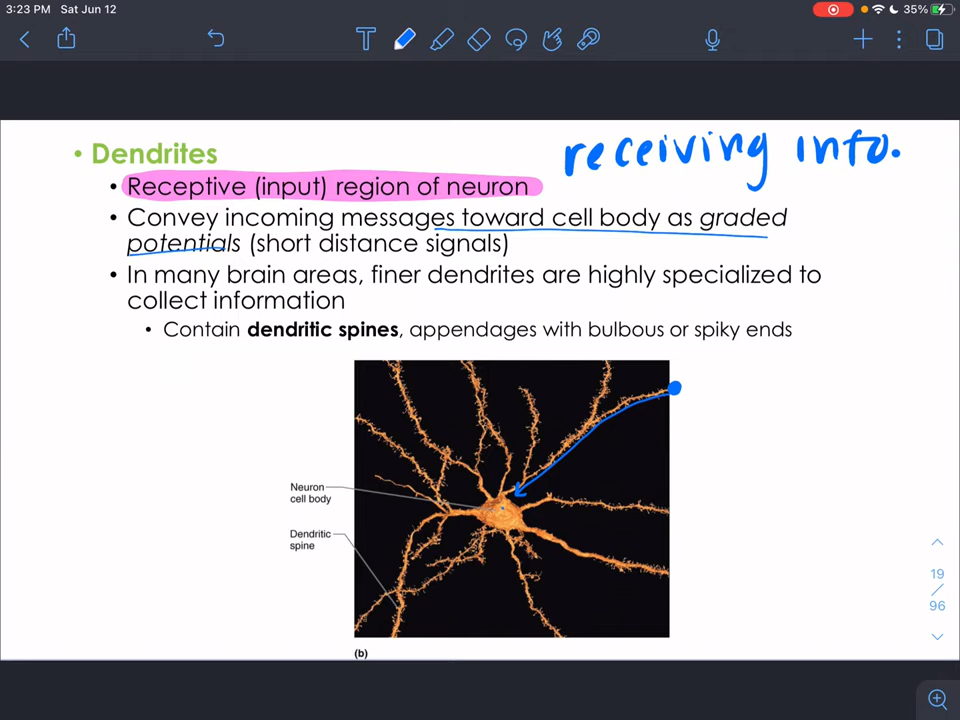 3:23 PM Sat Jun 12
35%
T
receiving info.
• Dendrites
• Receptive (input) region of neuron
• Convey incoming messages toward cell body as graded
potentials (short distance signals)
• In many brain areas, finer dendrites are highly specialized to
collect information
• Contain dendritic spines, appendages with bulbous or spiky ends
Neuron
cell body
Dendritic
spine
(b)
19
/
96